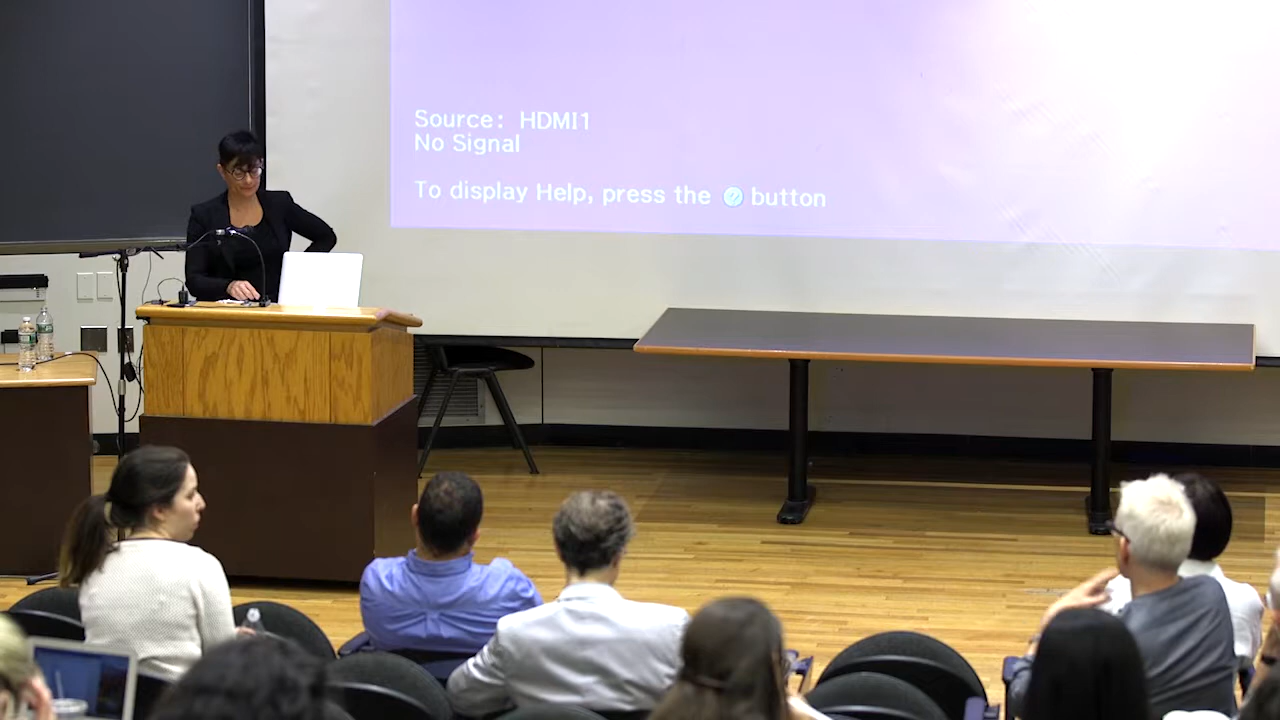 Source: HDMI1
No Signal
To display Help, press the ? button